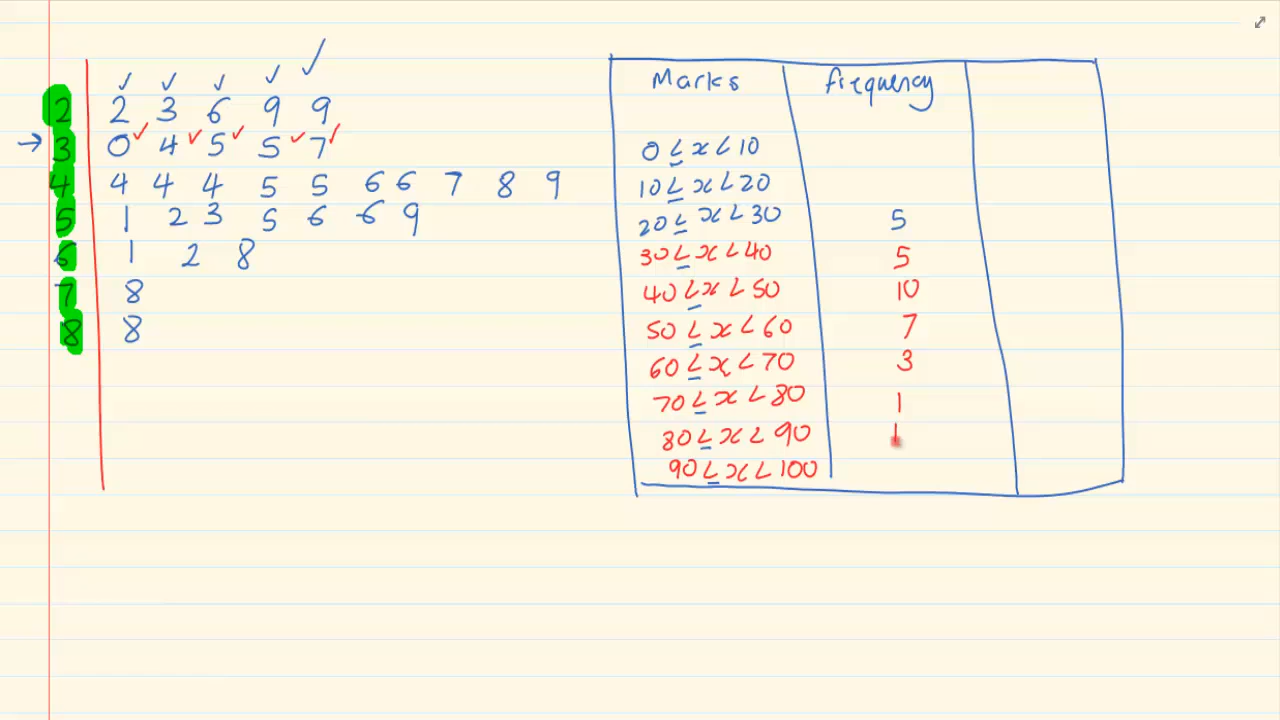 2 2 3 6 9 9
→ 3 0 4 5 5 7
4 4 4 4 5 5 6 6 7 8 9
5 1 2 3 5 6 6 9
6 1 2 8
7 8
8 8
Marks frequency
0 ≤ x < 10
10 ≤ x < 20
20 ≤ x < 30 5
30 ≤ x < 40 5
40 ≤ x < 50 10
50 ≤ x < 60 7
60 ≤ x < 70 3
70 ≤ x < 80 1
80 ≤ x < 90 1
90 ≤ x < 100